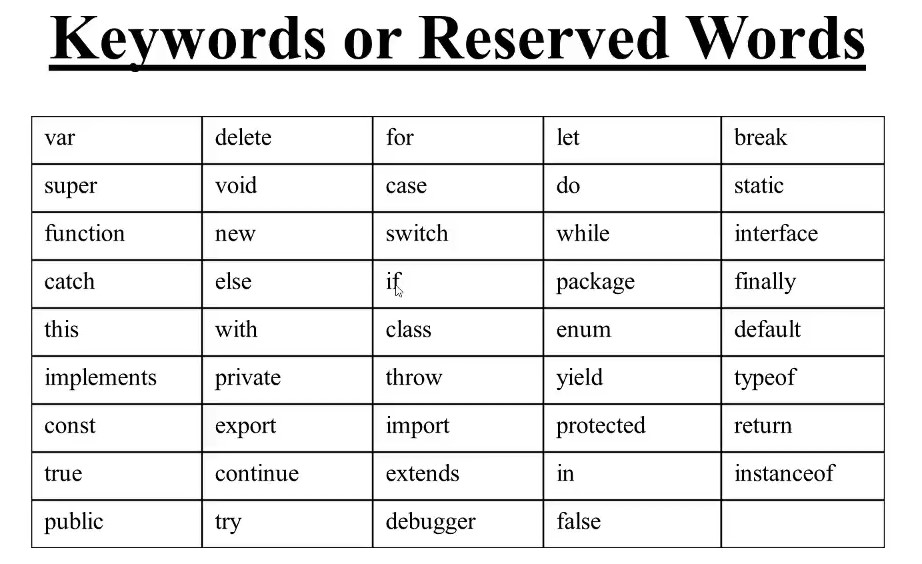 Keywords or Reserved Words
var delete for let break
super void case do static
function new switch while interface
catch else if package finally
this with class enum default
implements private throw yield typeof
const export import protected return
true continue extends in instanceof
public try debugger false